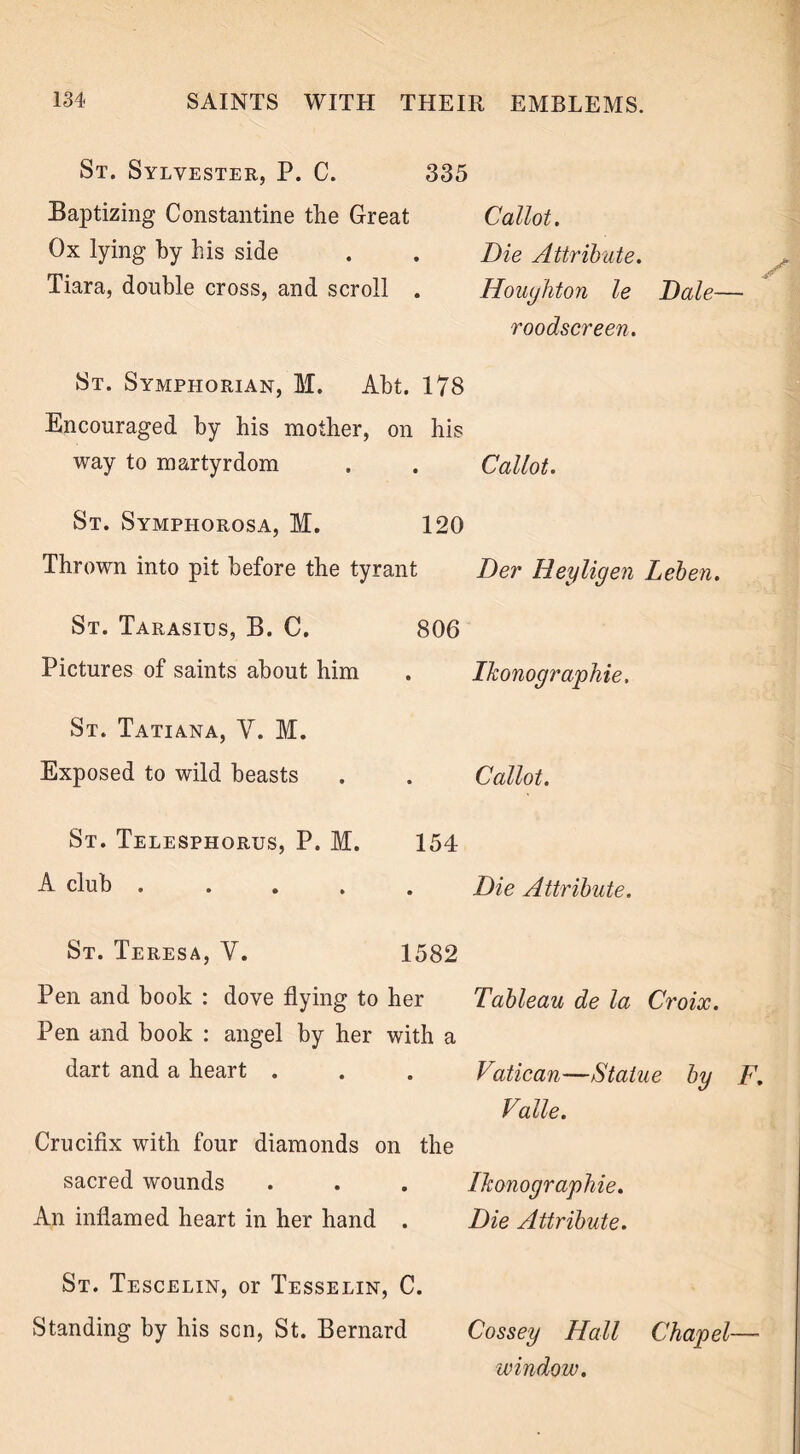 134 SAINTS WITH THEIR EMBLEMS.
St. Sylvester, P. C. 335
Baptizing Constantine the Great Callot.
Ox lying by his side . . Die Attribute.
Tiara, double cross, and scroll . Houghton le Dale—
roodscreen.
St. Symphorian, M. Abt. 178
Encouraged by his mother, on his
way to martyrdom . . Callot.
St. Symphorosa, M. 120
Thrown into pit before the tyrant Der Heyligen Leben.
St. Tarasius, B. C. 806
Pictures of saints about him . Ikonographie.
St. Tatiana, V. M.
Exposed to wild beasts . . Callot.
St. Telesphorus, P. M. 154
A club . . . . . Die Attribute.
St. Teresa, V. 1582
Pen and book : dove flying to her Tableau de la Croix.
Pen and book : angel by her with a
dart and a heart . . . Vatican—Statue by F.
Valle.
Crucifix with four diamonds on the
sacred wounds . . . Ikonographie.
An inflamed heart in her hand . Die Attribute.
St. Tescelin, or Tesselin, C.
Standing by his scn, St. Bernard Cossey Hall Chapel—
window.